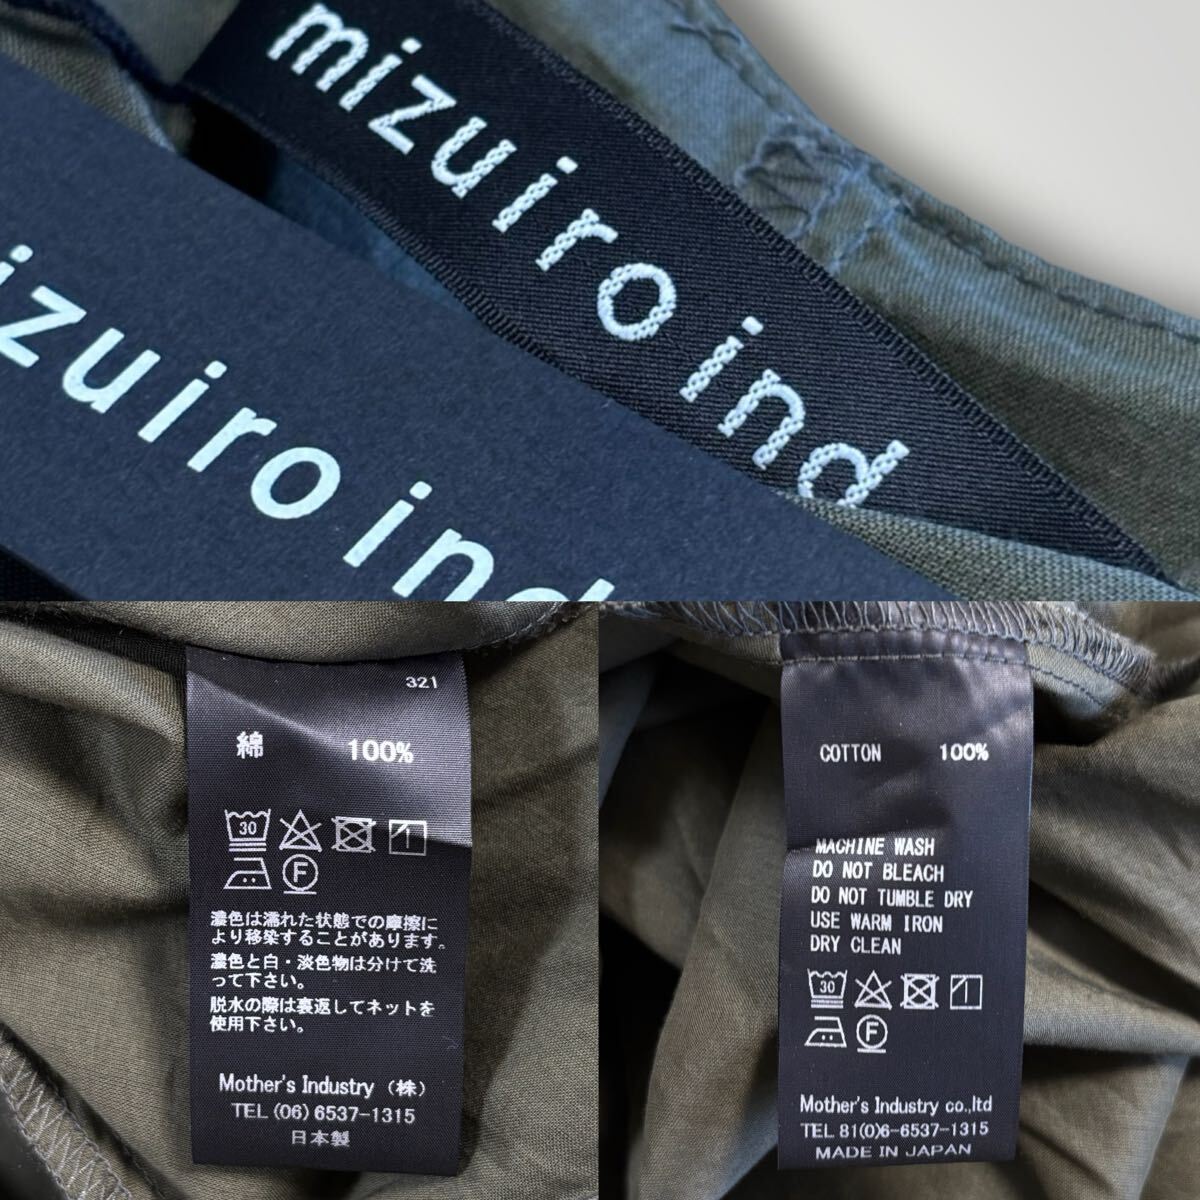 mizuiro ind
izuiro ind
321
綿 100%
30
1
F
濃色は濡れた状態での摩擦に
より移染することがあります。
濃色と白・淡色物は分けて洗
って下さい。
脱水の際は裏返してネットを
使用下さい。
Mother's Industry (株)
TEL (06) 6537-1315
日本製
COTTON 100%
MACHINE WASH
DO NOT BLEACH
DO NOT TUMBLE DRY
USE WARM IRON
DRY CLEAN
30
1
F
Mother's Industry co.,ltd
TEL 81(0)6-6537-1315
MADE IN JAPAN